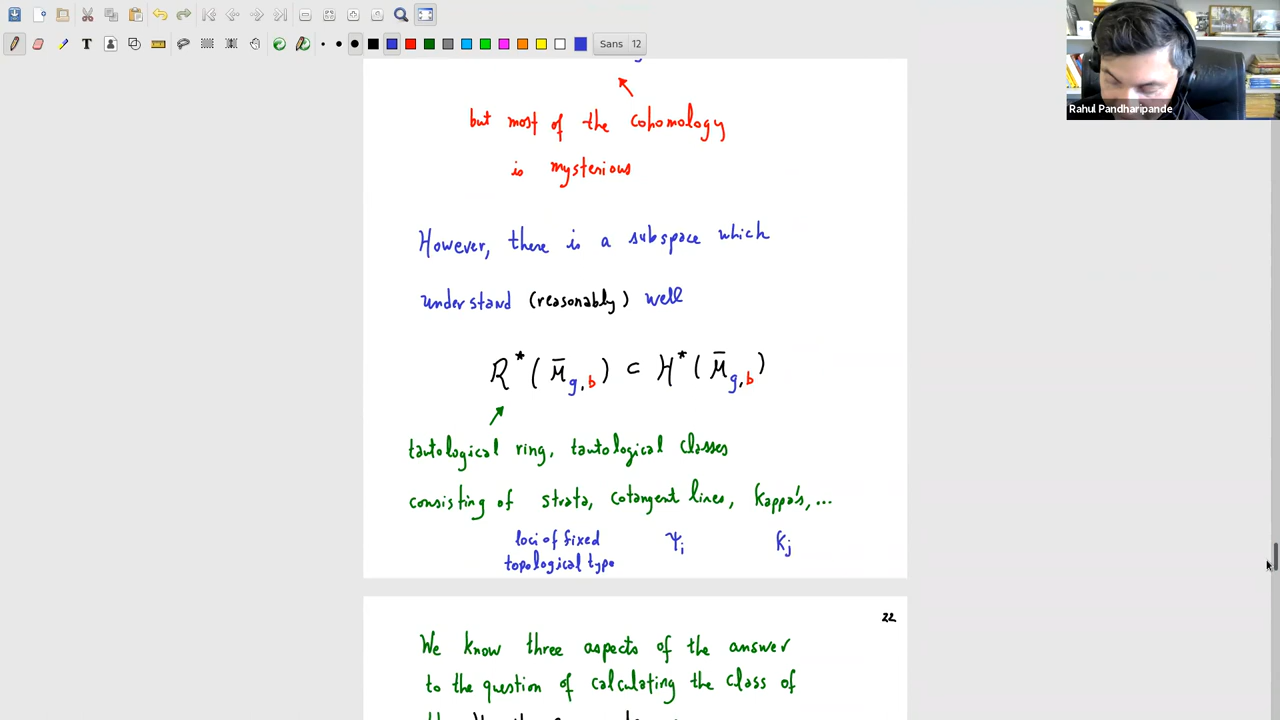 Sans 12
Rahul Pandharipande
but most of the cohomology
is mysterious
However, there is a subspace which
understand (reasonably) well
R*(M̄g,b) ⊂ H*(M̄g,b)
tautological ring, tautological classes
consisting of strata, cotangent lines, kappa's, ...
loci of fixed
topological type
Ψi
Kj
22
We know three aspects of the answer
to the question of calculating the class of